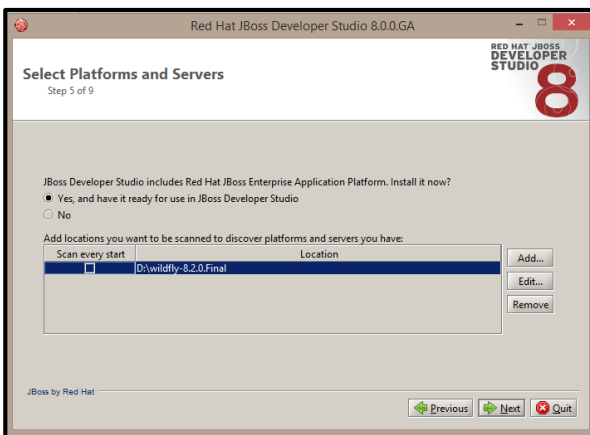 Red Hat JBoss Developer Studio 8.0.0.GA
RED HAT JBOSS
DEVELOPER
STUDIO
8
Select Platforms and Servers
Step 5 of 9
JBoss Developer Studio includes Red Hat JBoss Enterprise Application Platform. Install it now?
Yes, and have it ready for use in JBoss Developer Studio
No
Add locations you want to be scanned to discover platforms and servers you have:
Scan every start Location
D:\wildfly-8.2.0.Final
Add...
Edit...
Remove
JBoss by Red Hat
Previous Next Quit